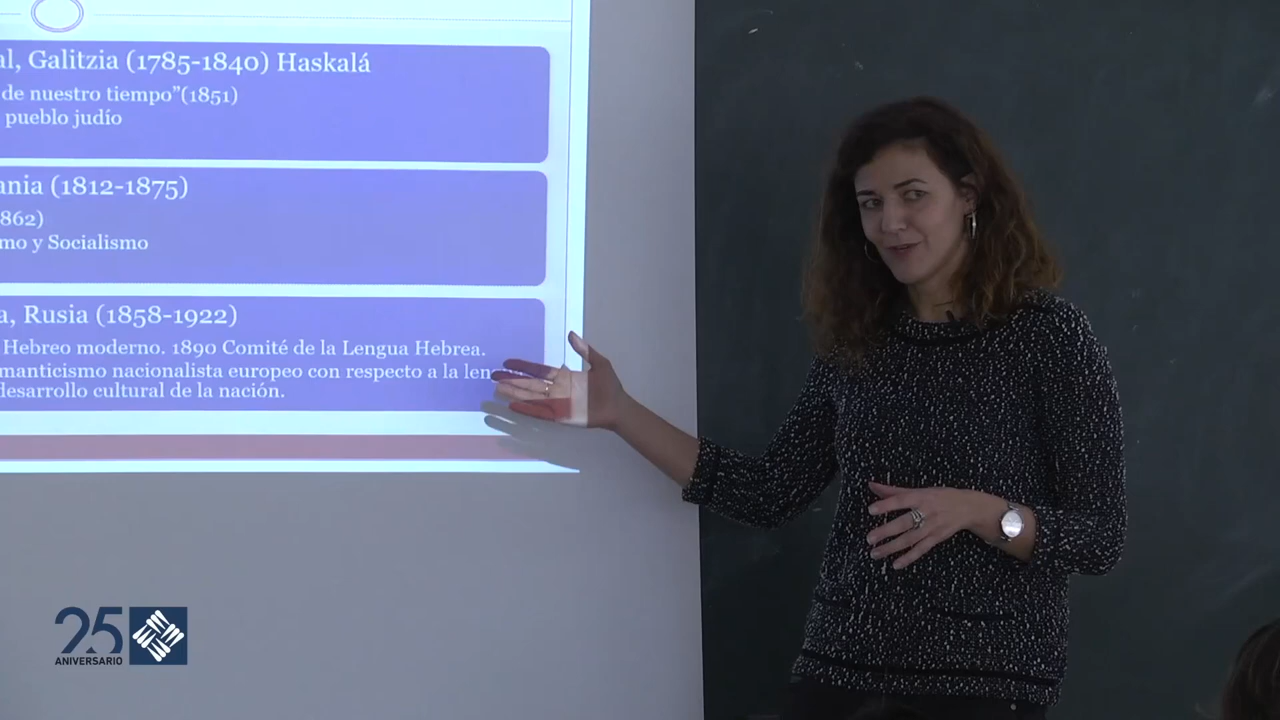 al, Galitzia (1785-1840) Haskalá
de nuestro tiempo"(1851)
pueblo judío
ania (1812-1875)
862)
mo y Socialismo
a, Rusia (1858-1922)
Hebreo moderno. 1890 Comité de la Lengua Hebrea.
manticismo nacionalista europeo con respecto a la len
desarrollo cultural de la nación.
25
ANIVERSARIO